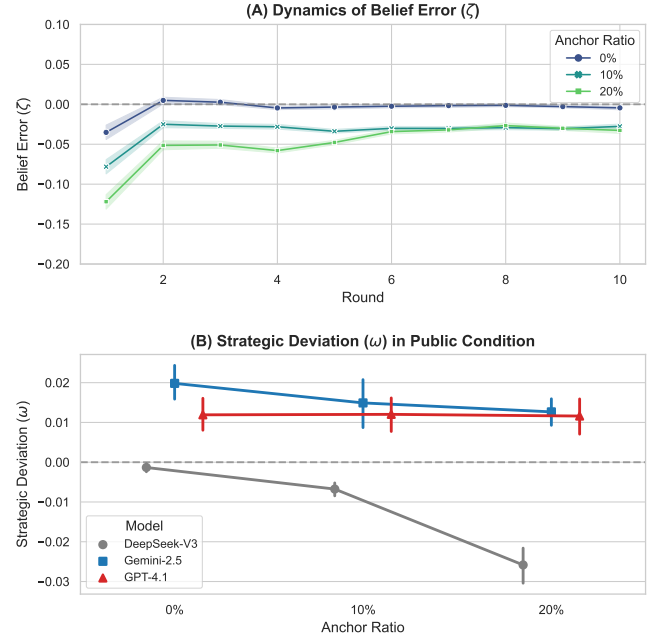 (A) Dynamics of Belief Error (ζ)
0.10
0.05
0.00
−0.05
−0.10
−0.15
−0.20
Belief Error (ζ)
Anchor Ratio
0%
10%
20%
2
4
6
8
10
Round
(B) Strategic Deviation (ω) in Public Condition
0.02
0.01
0.00
−0.01
−0.02
−0.03
Strategic Deviation (ω)
Model
DeepSeek-V3
Gemini-2.5
GPT-4.1
0%
10%
20%
Anchor Ratio